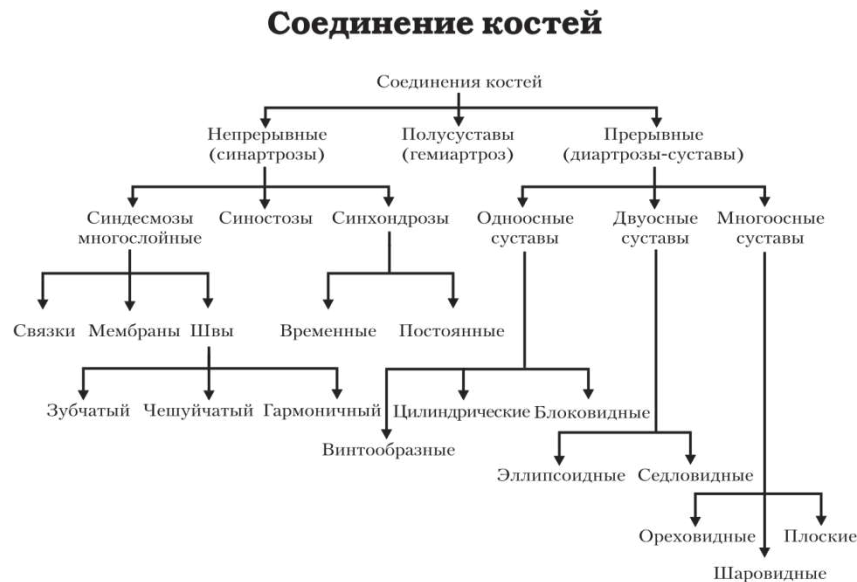 Соединение костей
Соединения костей
Непрерывные
(синартрозы)
Полусуставы
(гемиартроз)
Прерывные
(диартрозы-суставы)
Синдесмозы
многослойные
Синостозы
Синхондрозы
Одноосные
суставы
Двуосные
суставы
Многоосные
суставы
Связки
Мембраны
Швы
Временные
Постоянные
Зубчатый
Чешуйчатый
Гармоничный
Цилиндрические
Блоковидные
Винтообразные
Эллипсоидные
Седловидные
Ореховидные
Плоские
Шаровидные